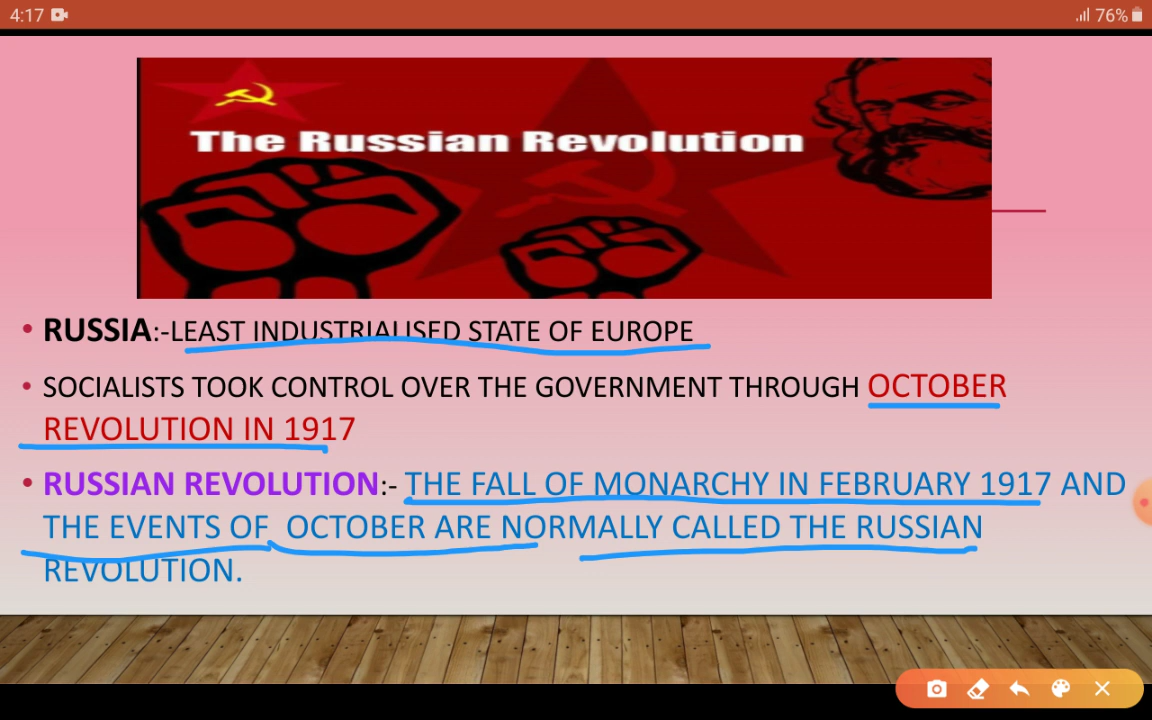 4:17 76%
The Russian Revolution
• RUSSIA:-LEAST INDUSTRIALISED STATE OF EUROPE
• SOCIALISTS TOOK CONTROL OVER THE GOVERNMENT THROUGH OCTOBER
REVOLUTION IN 1917
• RUSSIAN REVOLUTION:- THE FALL OF MONARCHY IN FEBRUARY 1917 AND
THE EVENTS OF OCTOBER ARE NORMALLY CALLED THE RUSSIAN
REVOLUTION.